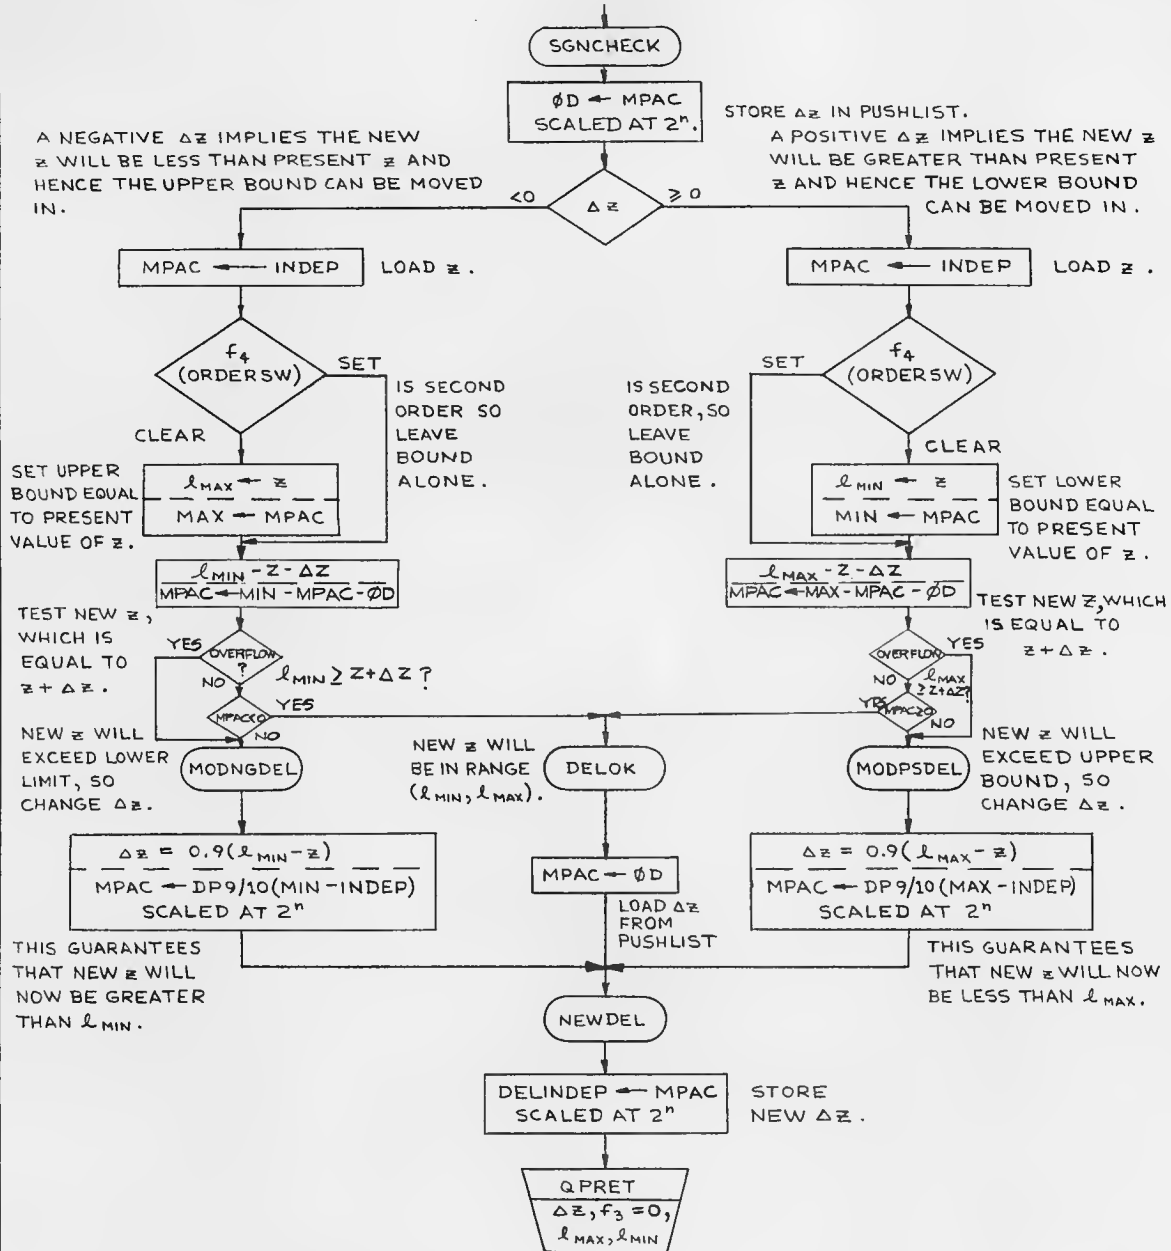 SGNCHECK
ØD ← MPAC
SCALED AT 2ⁿ.
STORE ΔZ IN PUSHLIST.
A NEGATIVE ΔZ IMPLIES THE NEW
Z WILL BE LESS THAN PRESENT Z AND
HENCE THE UPPER BOUND CAN BE MOVED
IN.
A POSITIVE ΔZ IMPLIES THE NEW Z
WILL BE GREATER THAN PRESENT
Z AND HENCE THE LOWER BOUND
CAN BE MOVED IN.
<0
ΔZ
≥0
MPAC ← INDEP
LOAD Z.
MPAC ← INDEP
LOAD Z.
f₄
(ORDERSW)
SET
CLEAR
IS SECOND
ORDER SO
LEAVE
BOUND
ALONE.
IS SECOND
ORDER, SO
LEAVE
BOUND
ALONE.
f₄
(ORDERSW)
CLEAR
SET UPPER
BOUND EQUAL
TO PRESENT
VALUE OF Z.
ℓMAX ← Z
MAX ← MPAC
ℓMIN ← Z
MIN ← MPAC
SET LOWER
BOUND EQUAL
TO PRESENT
VALUE OF Z.
ℓMIN - Z - ΔZ
MPAC ← MIN - MPAC - ØD
ℓMAX - Z - ΔZ
MPAC ← MAX - MPAC - ØD
TEST NEW Z,
WHICH IS
EQUAL TO
Z + ΔZ.
YES
OVERFLOW
?
NO
ℓMIN ≥ Z + ΔZ ?
MPAC<0
YES
NO
TEST NEW Z, WHICH
IS EQUAL TO
Z + ΔZ.
OVERFLOW
YES
NO
ℓMAX
≥ Z+ΔZ?
YES
MPAC≥0
NO
NEW Z WILL
EXCEED LOWER
LIMIT, SO
CHANGE ΔZ.
MODNGDEL
NEW Z WILL
BE IN RANGE
(ℓMIN, ℓMAX).
DELOK
MODPSDEL
NEW Z WILL
EXCEED UPPER
BOUND, SO
CHANGE ΔZ.
ΔZ = 0.9(ℓMIN - Z)
MPAC ← DP9/10(MIN-INDEP)
SCALED AT 2ⁿ
MPAC ← ØD
LOAD ΔZ
FROM
PUSHLIST
ΔZ = 0.9(ℓMAX - Z)
MPAC ← DP9/10(MAX-INDEP)
SCALED AT 2ⁿ
THIS GUARANTEES
THAT NEW Z WILL
NOW BE GREATER
THAN ℓMIN.
THIS GUARANTEES
THAT NEW Z WILL NOW
BE LESS THAN ℓMAX.
NEWDEL
DELINDEP ← MPAC
SCALED AT 2ⁿ
STORE
NEW ΔZ.
QPRET
ΔZ, f₃ = 0,
ℓMAX, ℓMIN